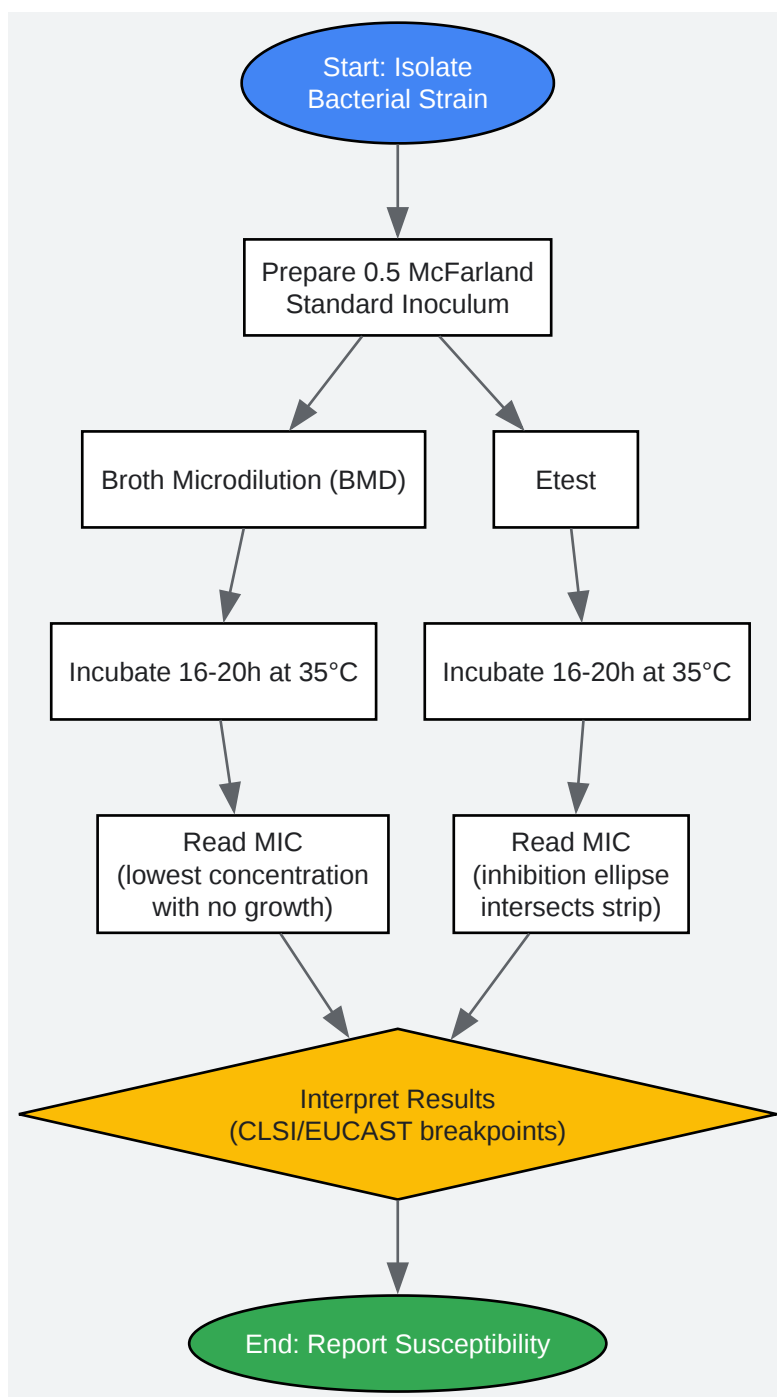 Start: Isolate
Bacterial Strain
Prepare 0.5 McFarland
Standard Inoculum
Broth Microdilution (BMD)
Etest
Incubate 16-20h at 35°C
Incubate 16-20h at 35°C
Read MIC
(lowest concentration
with no growth)
Read MIC
(inhibition ellipse
intersects strip)
Interpret Results
(CLSI/EUCAST breakpoints)
End: Report Susceptibility